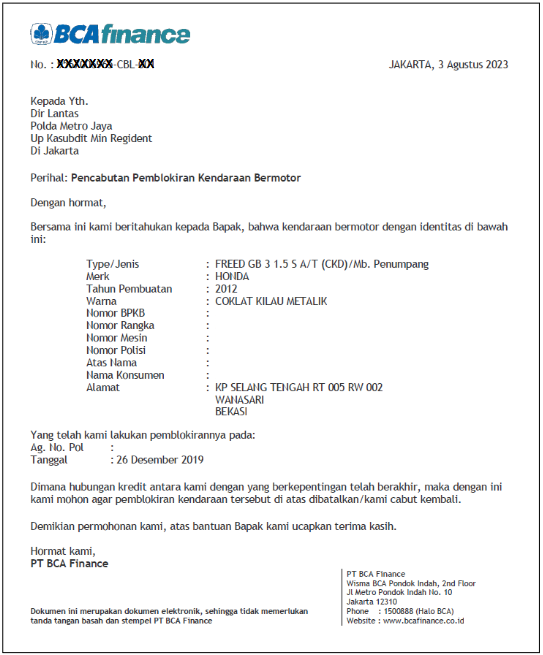 BCA finance
No. : XXXXXXX-CBL-XX
JAKARTA, 3 Agustus 2023
Kepada Yth.
Dir Lantas
Polda Metro Jaya
Up Kasubdit Min Regident
Di Jakarta
Perihal: Pencabutan Pemblokiran Kendaraan Bermotor
Dengan hormat,
Bersama ini kami beritahukan kepada Bapak, bahwa kendaraan bermotor dengan identitas di bawah
ini:
Type/Jenis : FREED GB 3 1.5 S A/T (CKD)/Mb. Penumpang
Merk : HONDA
Tahun Pembuatan : 2012
Warna : COKLAT KILAU METALIK
Nomor BPKB :
Nomor Rangka :
Nomor Mesin :
Nomor Polisi :
Atas Nama :
Nama Konsumen :
Alamat : KP SELANG TENGAH RT 005 RW 002
WANASARI
BEKASI
Yang telah kami lakukan pemblokirannya pada:
Ag. No. Pol :
Tanggal : 26 Desember 2019
Dimana hubungan kredit antara kami dengan yang berkepentingan telah berakhir, maka dengan ini
kami mohon agar pemblokiran kendaraan tersebut di atas dibatalkan/kami cabut kembali.
Demikian permohonan kami, atas bantuan Bapak kami ucapkan terima kasih.
Hormat kami,
PT BCA Finance
Dokumen ini merupakan dokumen elektronik, sehingga tidak memerlukan
tanda tangan basah dan stempel PT BCA Finance
PT BCA Finance
Wisma BCA Pondok Indah, 2nd Floor
Jl Metro Pondok Indah No. 10
Jakarta 12310
Phone : 1500888 (Halo BCA)
Website : www.bcafinance.co.id